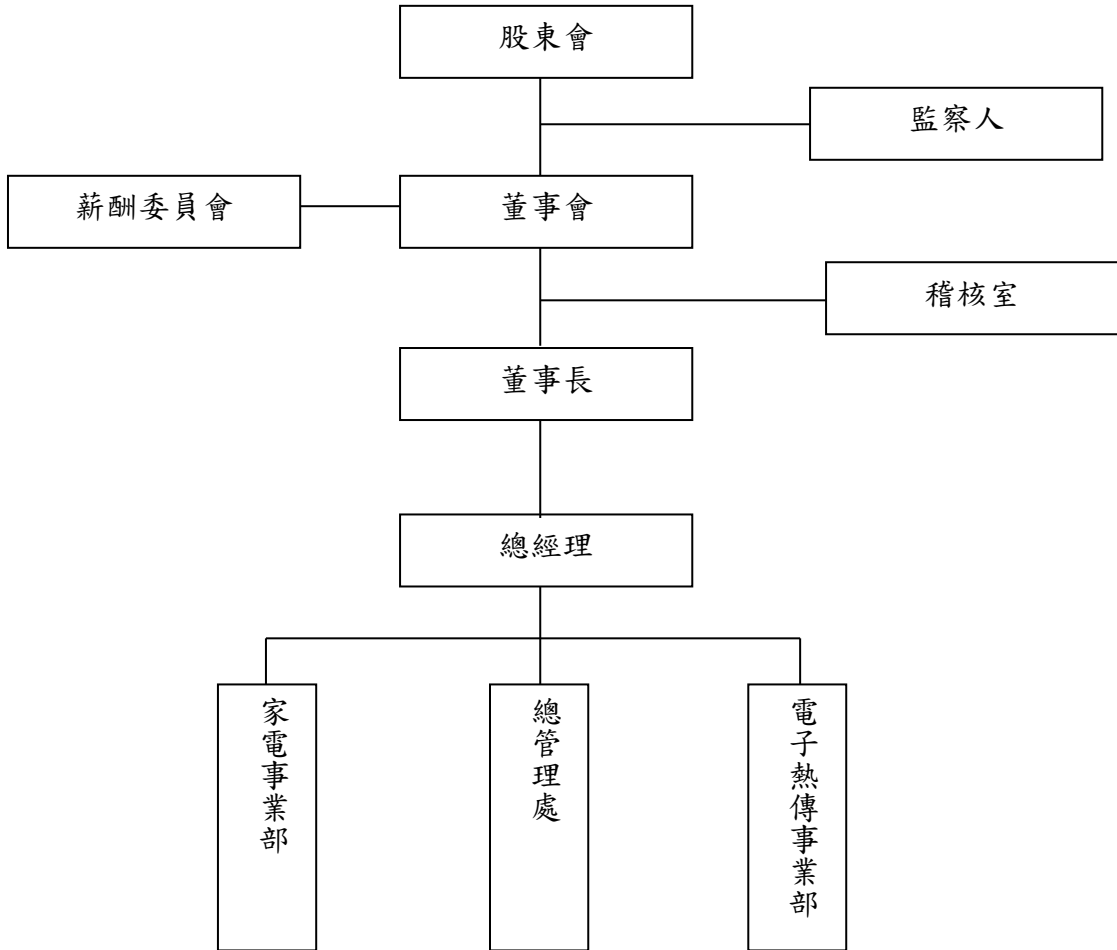 股東會
監察人
薪酬委員會
董事會
稽核室
董事長
總經理
家電事業部
總管理處
電子熱傳事業部